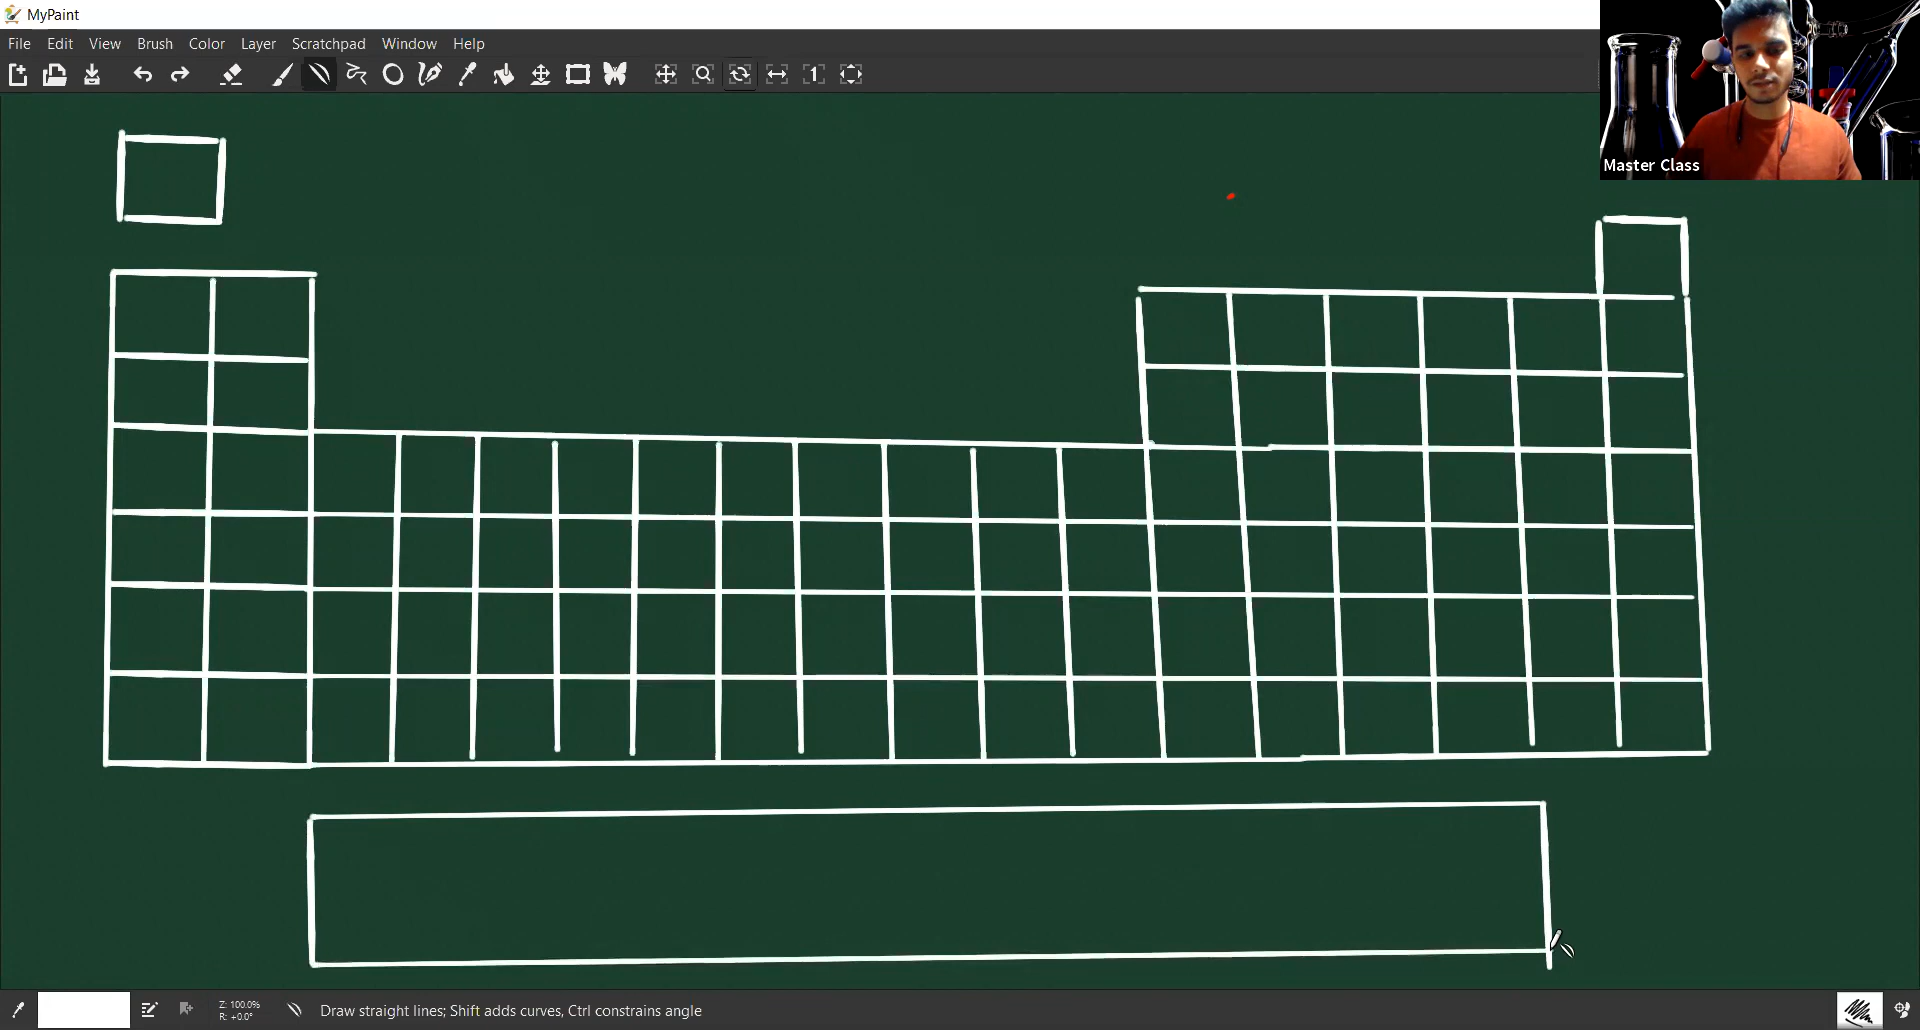 MyPaint
File Edit View Brush Color Layer Scratchpad Window Help
1
Master Class
Z: 100.0%
R: +0.0°
Draw straight lines; Shift adds curves, Ctrl constrains angle